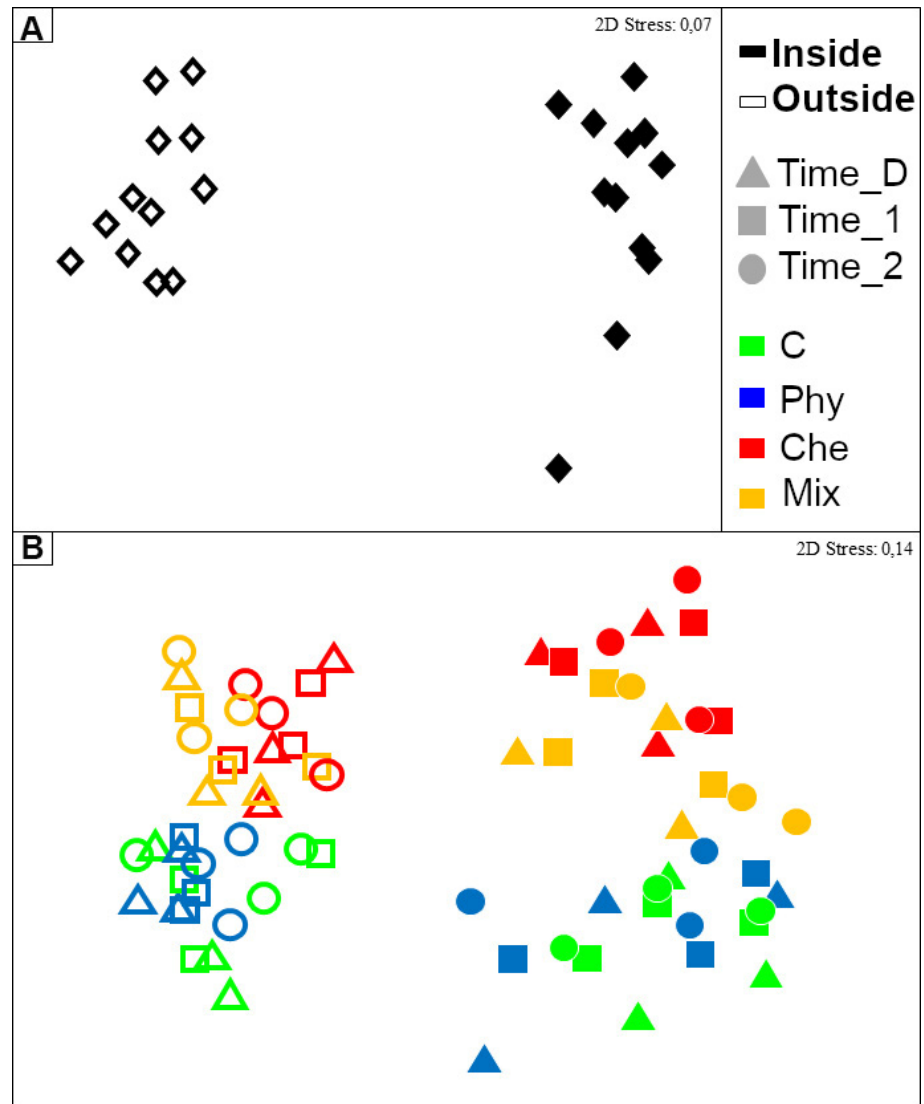 A
2D Stress: 0,07
Inside
Outside
Time_D
Time_1
Time_2
C
Phy
Che
Mix
B
2D Stress: 0,14